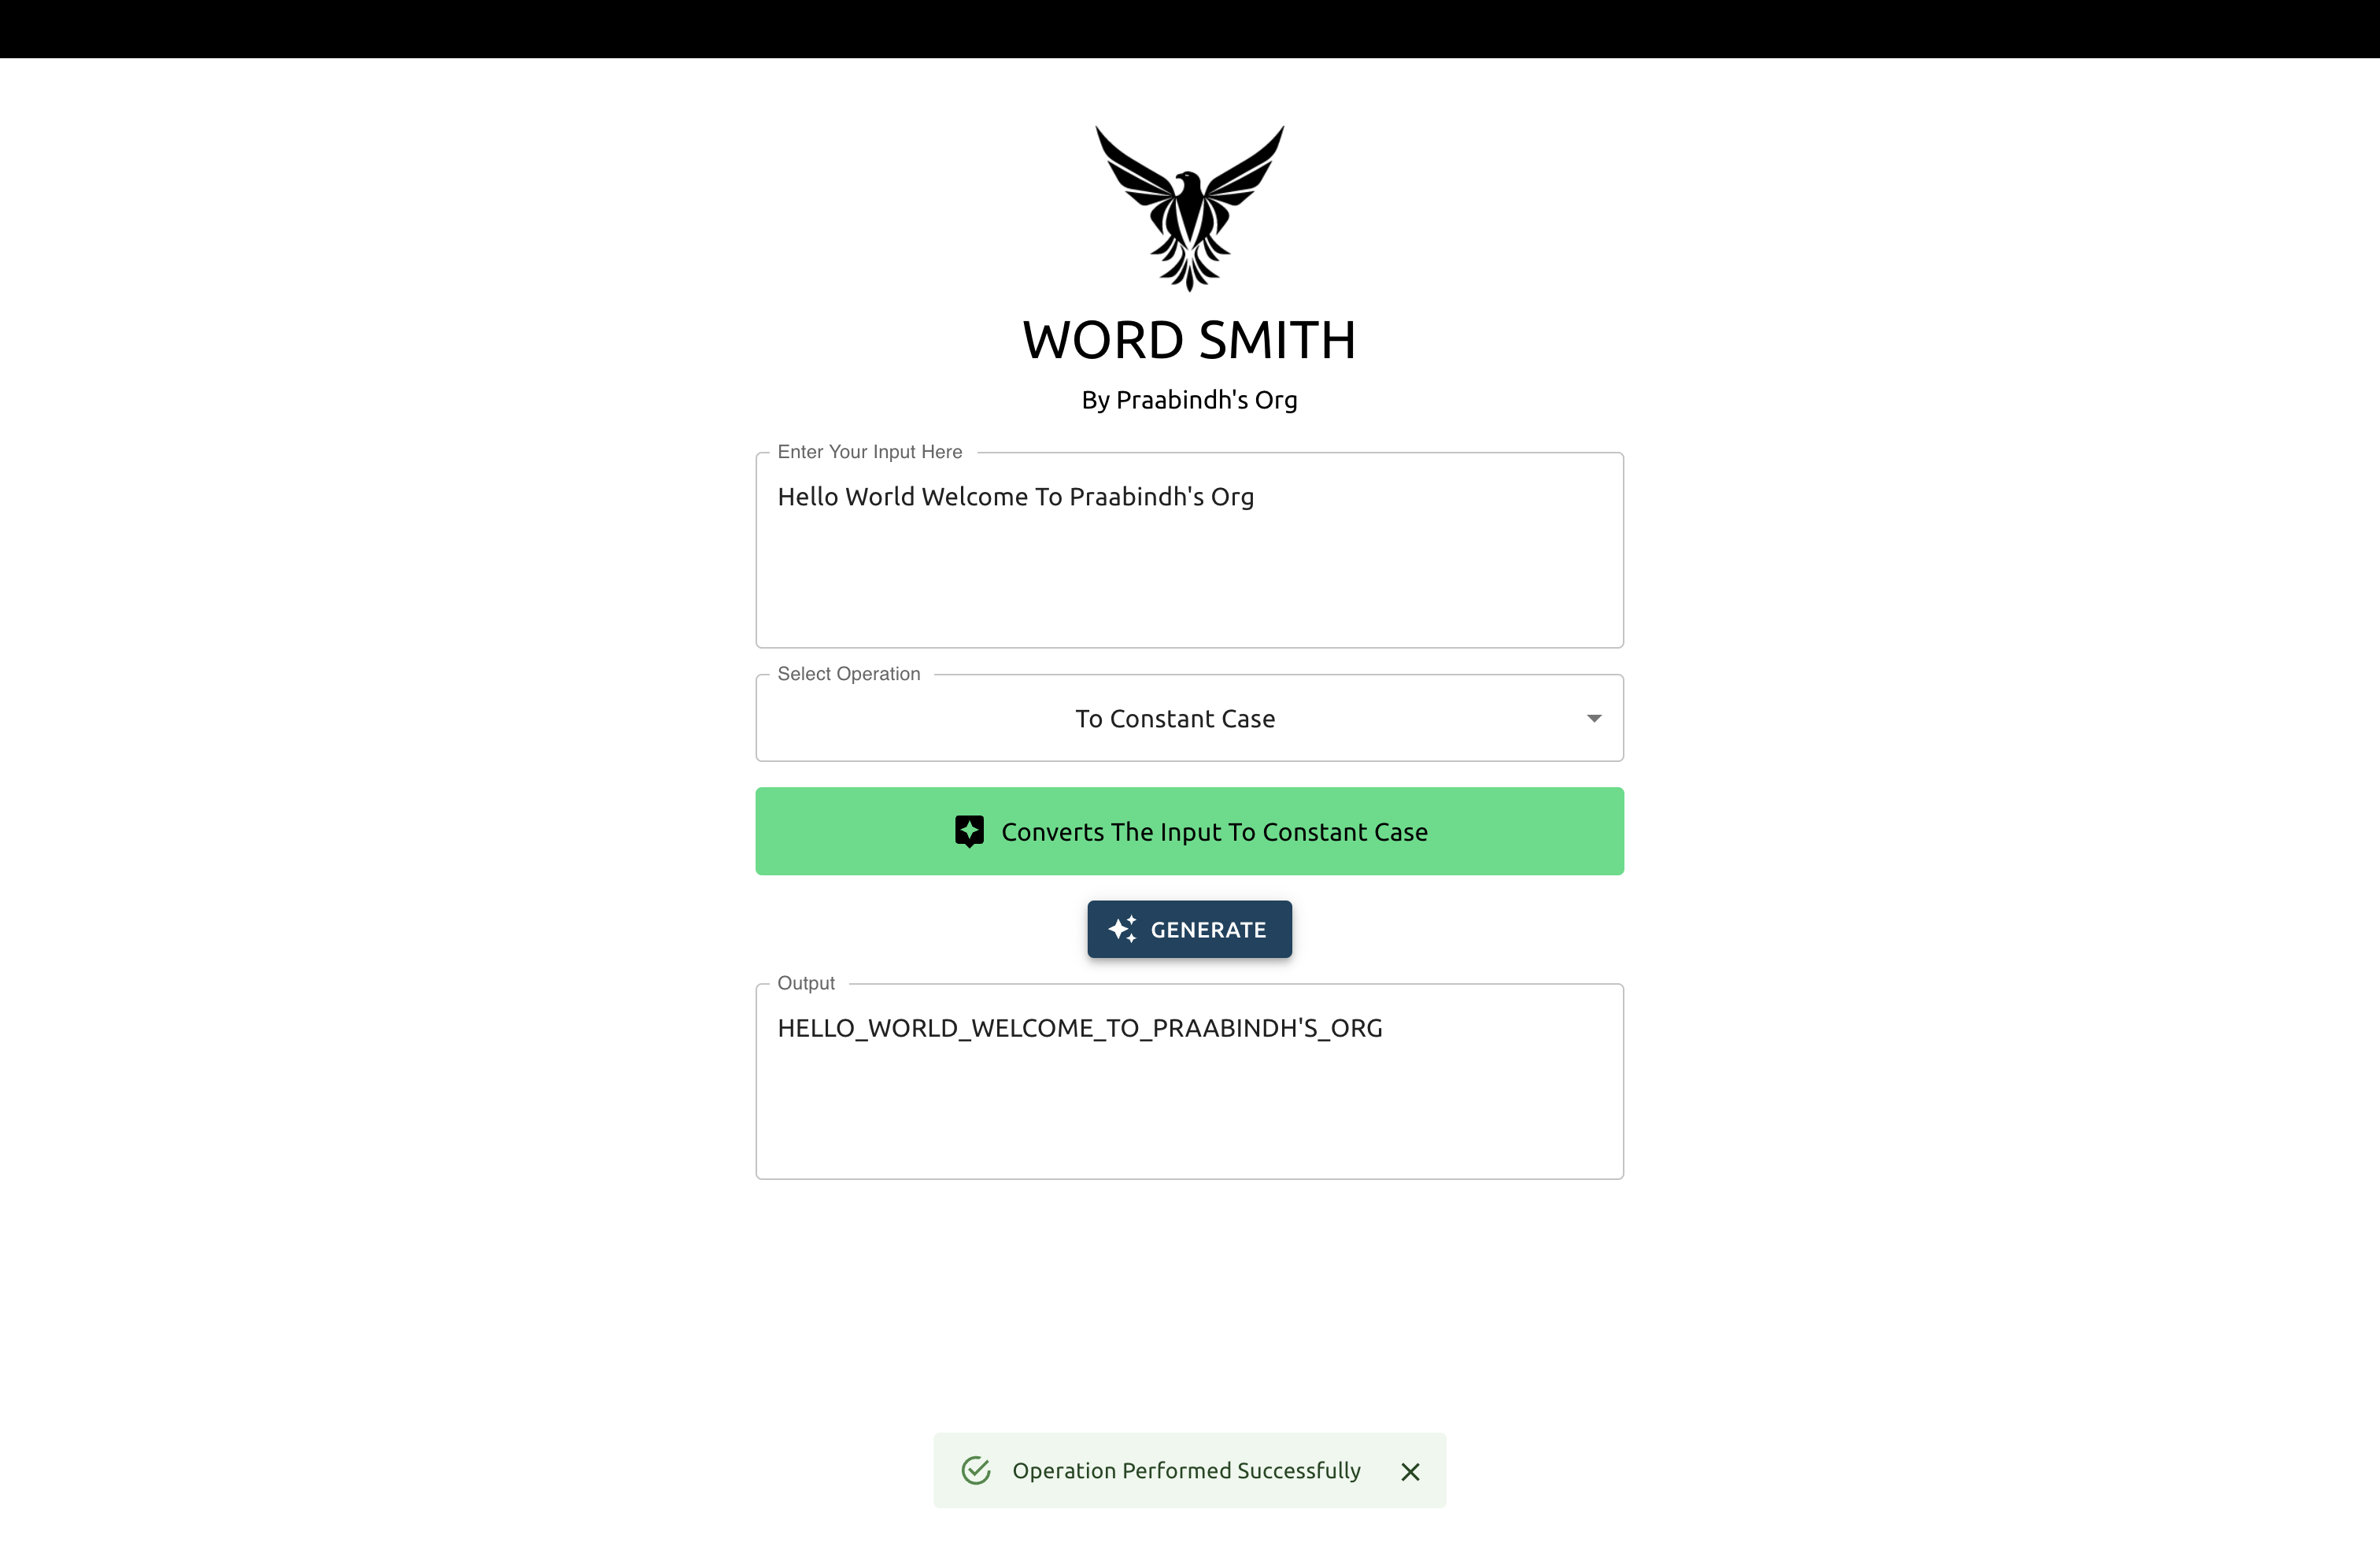 WORD SMITH
By Praabindh's Org
Enter Your Input Here
Hello World Welcome To Praabindh's Org
Select Operation
To Constant Case
Converts The Input To Constant Case
GENERATE
Output
HELLO_WORLD_WELCOME_TO_PRAABINDH'S_ORG
Operation Performed Successfully